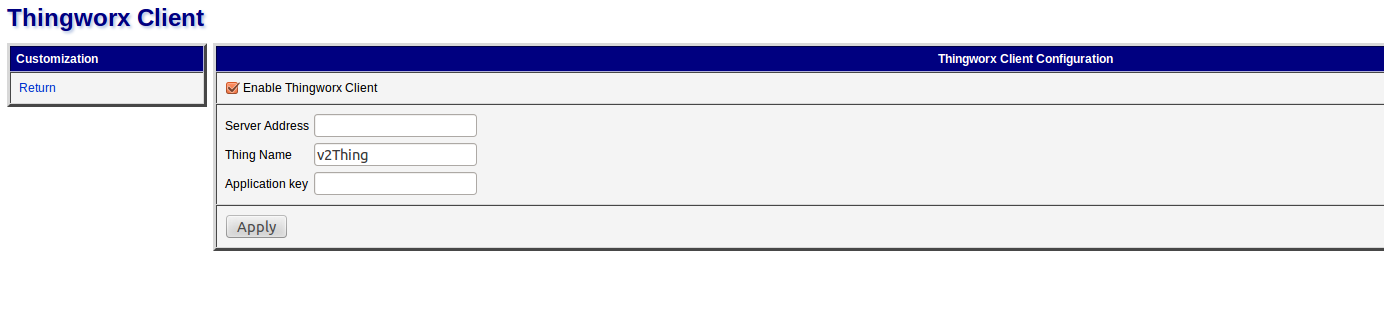 Thingworx Client
Customization
Return
Thingworx Client Configuration
Enable Thingworx Client
Server Address
Thing Name v2Thing
Application key
Apply